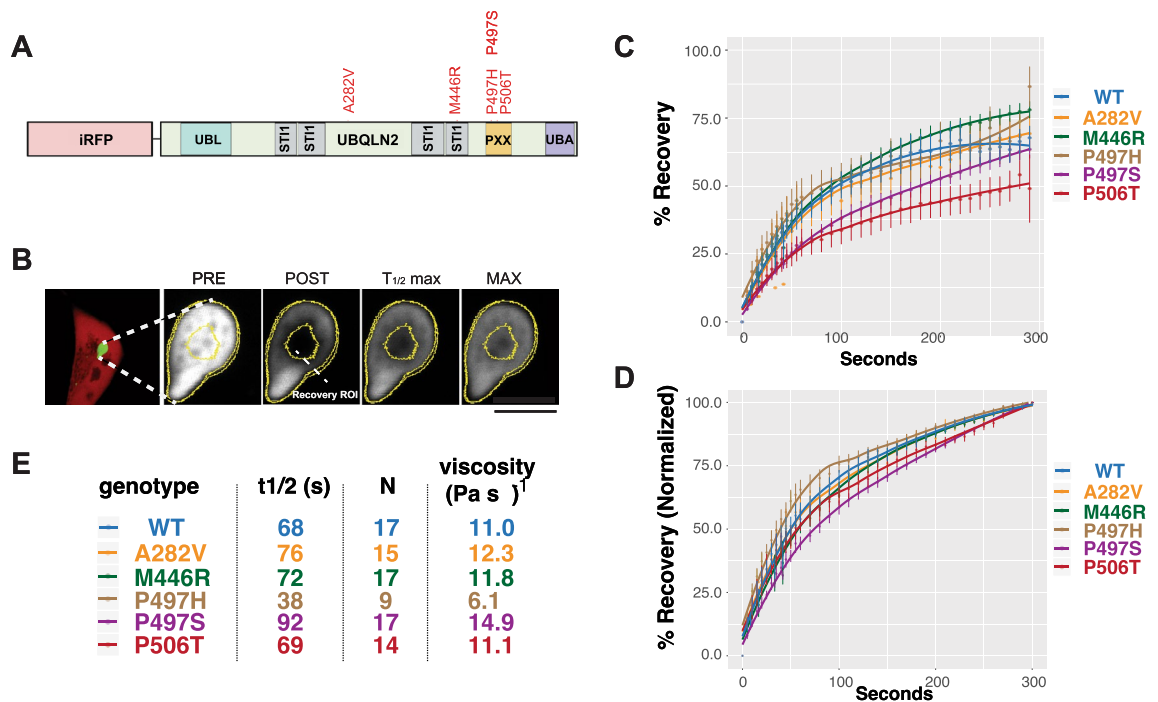 A
A282V
M446R
P497H P497S
P506T
iRFP
UBL
STI1
STI1
UBQLN2
STI1
STI1
PXX
UBA
B
PRE POST T1/2 max MAX
Recovery ROI
C
% Recovery
100.0
75.0
50.0
25.0
0.0
0 100 200 300
Seconds
WT
A282V
M446R
P497H
P497S
P506T
D
% Recovery (Normalized)
100.0
75.0
50.0
25.0
0.0
0 100 200 300
Seconds
WT
A282V
M446R
P497H
P497S
P506T
E
genotype t1/2 (s) N viscosity (Pa s )†
WT 68 17 11.0
A282V 76 15 12.3
M446R 72 17 11.8
P497H 38 9 6.1
P497S 92 17 14.9
P506T 69 14 11.1